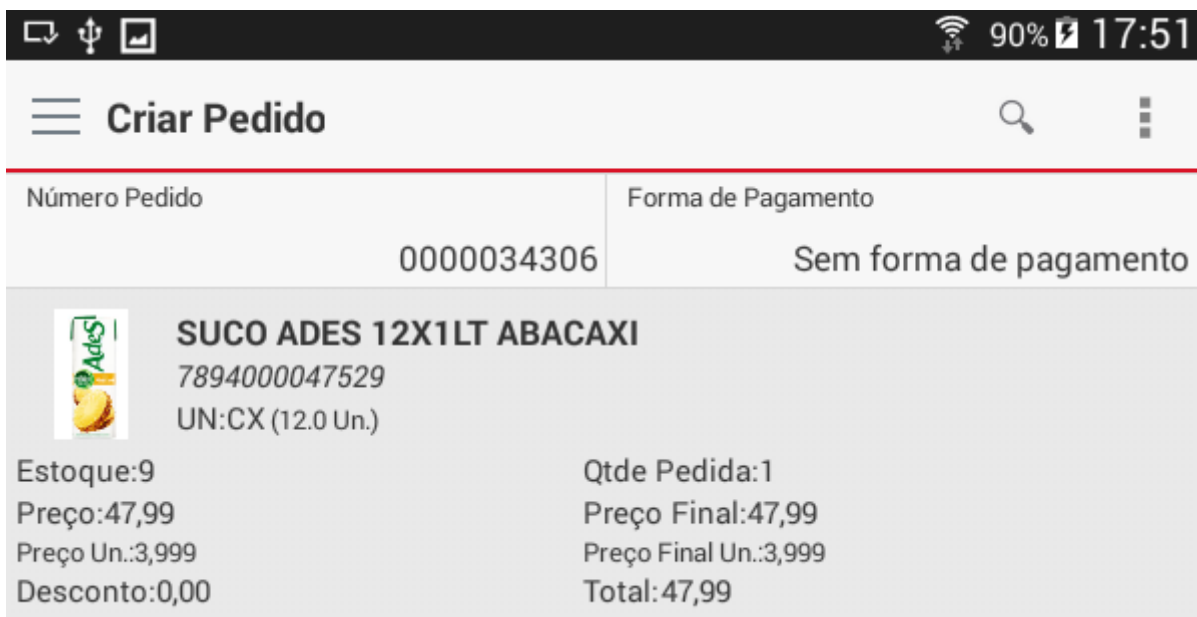 90% 17:51
Criar Pedido
Número Pedido
Forma de Pagamento
0000034306
Sem forma de pagamento
AdeS
SUCO ADES 12X1LT ABACAXI
7894000047529
UN:CX (12.0 Un.)
Estoque:9
Qtde Pedida:1
Preço:47,99
Preço Final:47,99
Preço Un.:3,999
Preço Final Un.:3,999
Desconto:0,00
Total:47,99